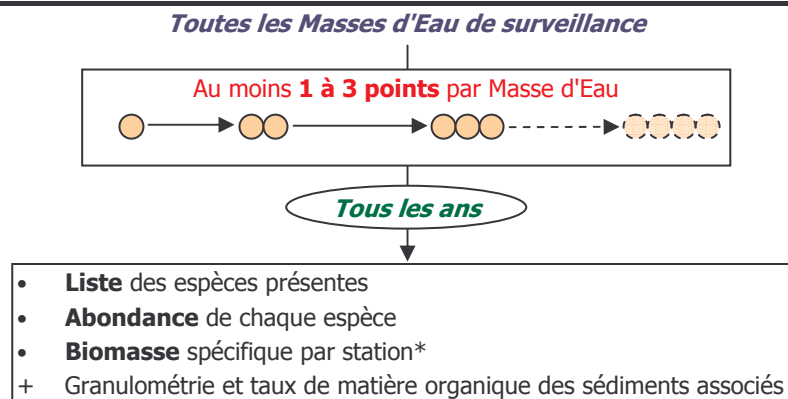 Toutes les Masses d'Eau de surveillance
Au moins 1 à 3 points par Masse d'Eau
Tous les ans
• Liste des espèces présentes
• Abondance de chaque espèce
• Biomasse spécifique par station*
+ Granulométrie et taux de matière organique des sédiments associés